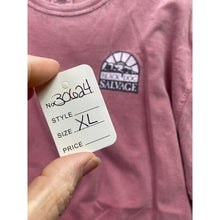 No. 30624
STYLE
SIZE XL
PRICE
BLACK DOG
SALVAGE